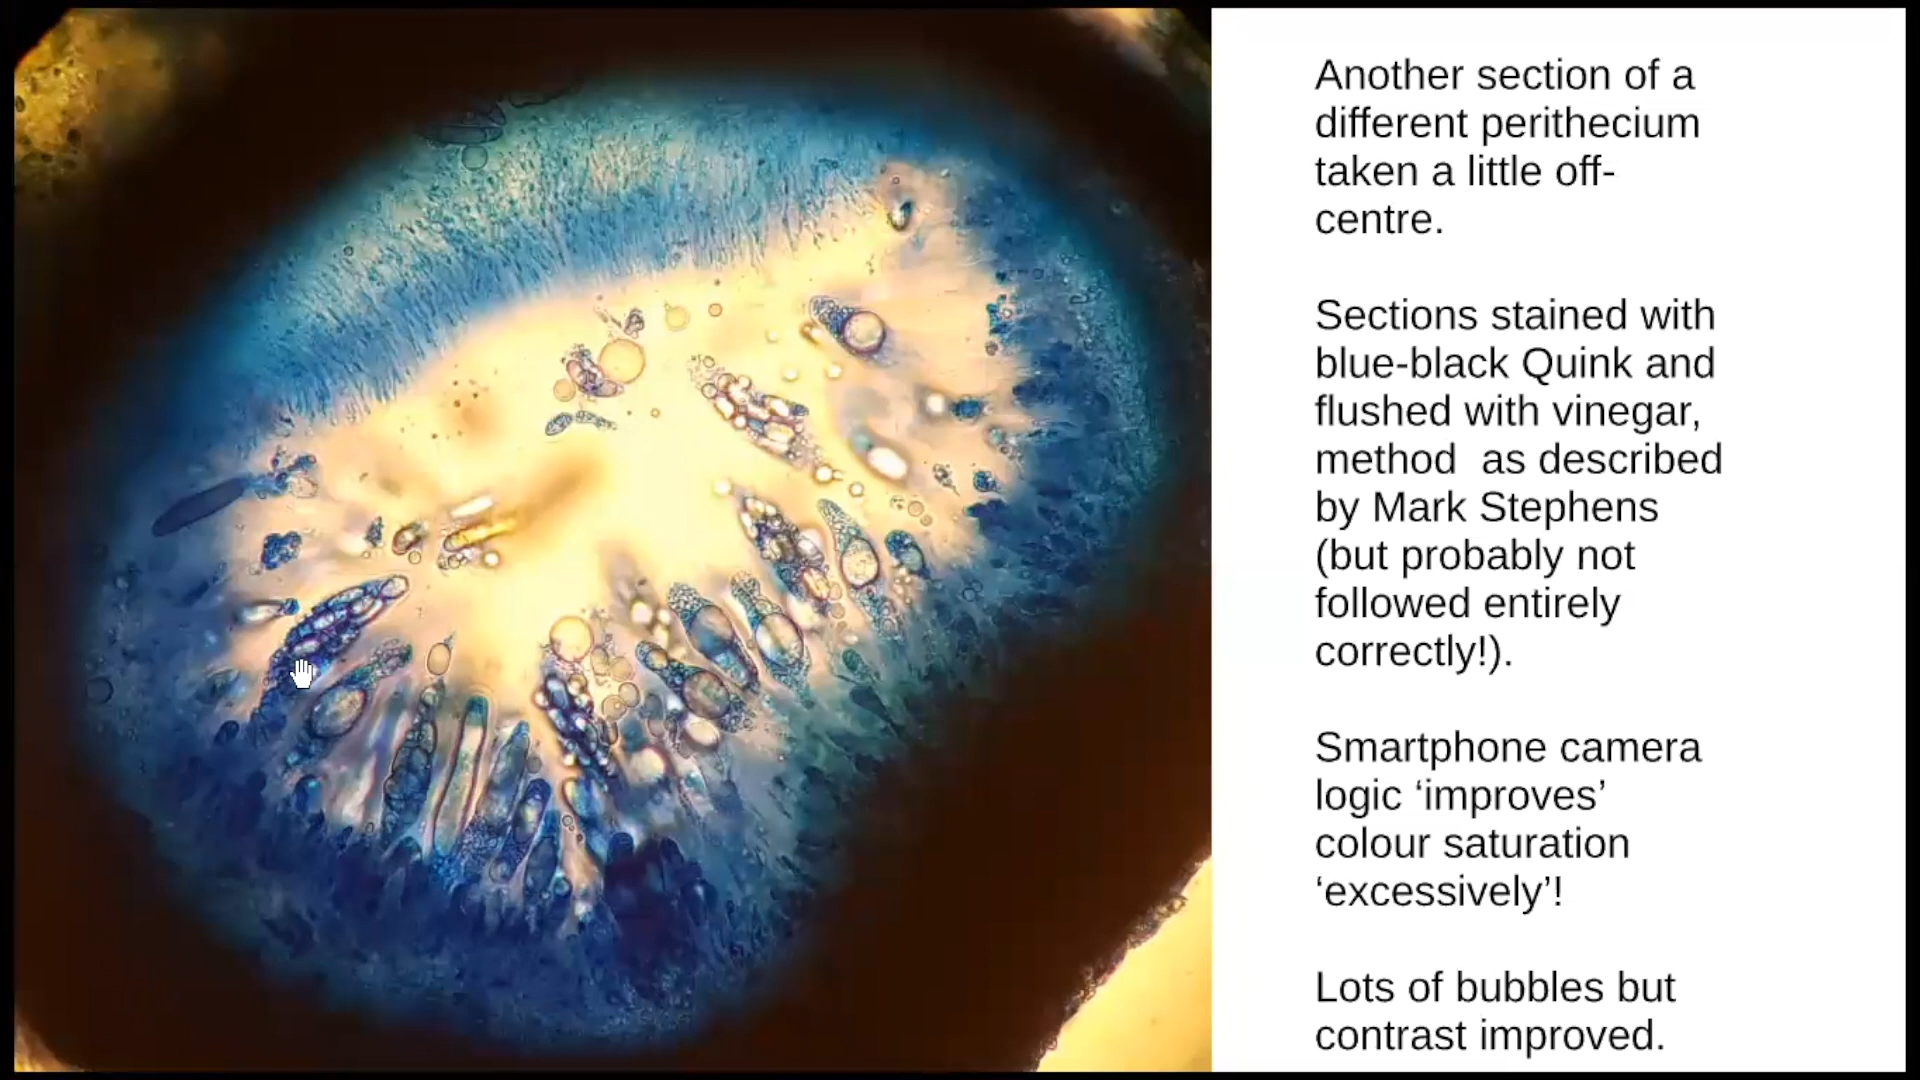 Another section of a
different perithecium
taken a little off-
centre.
Sections stained with
blue-black Quink and
flushed with vinegar,
method  as described
by Mark Stephens
(but probably not
followed entirely
correctly!).
Smartphone camera
logic ‘improves’
colour saturation
‘excessively’!
Lots of bubbles but
contrast improved.